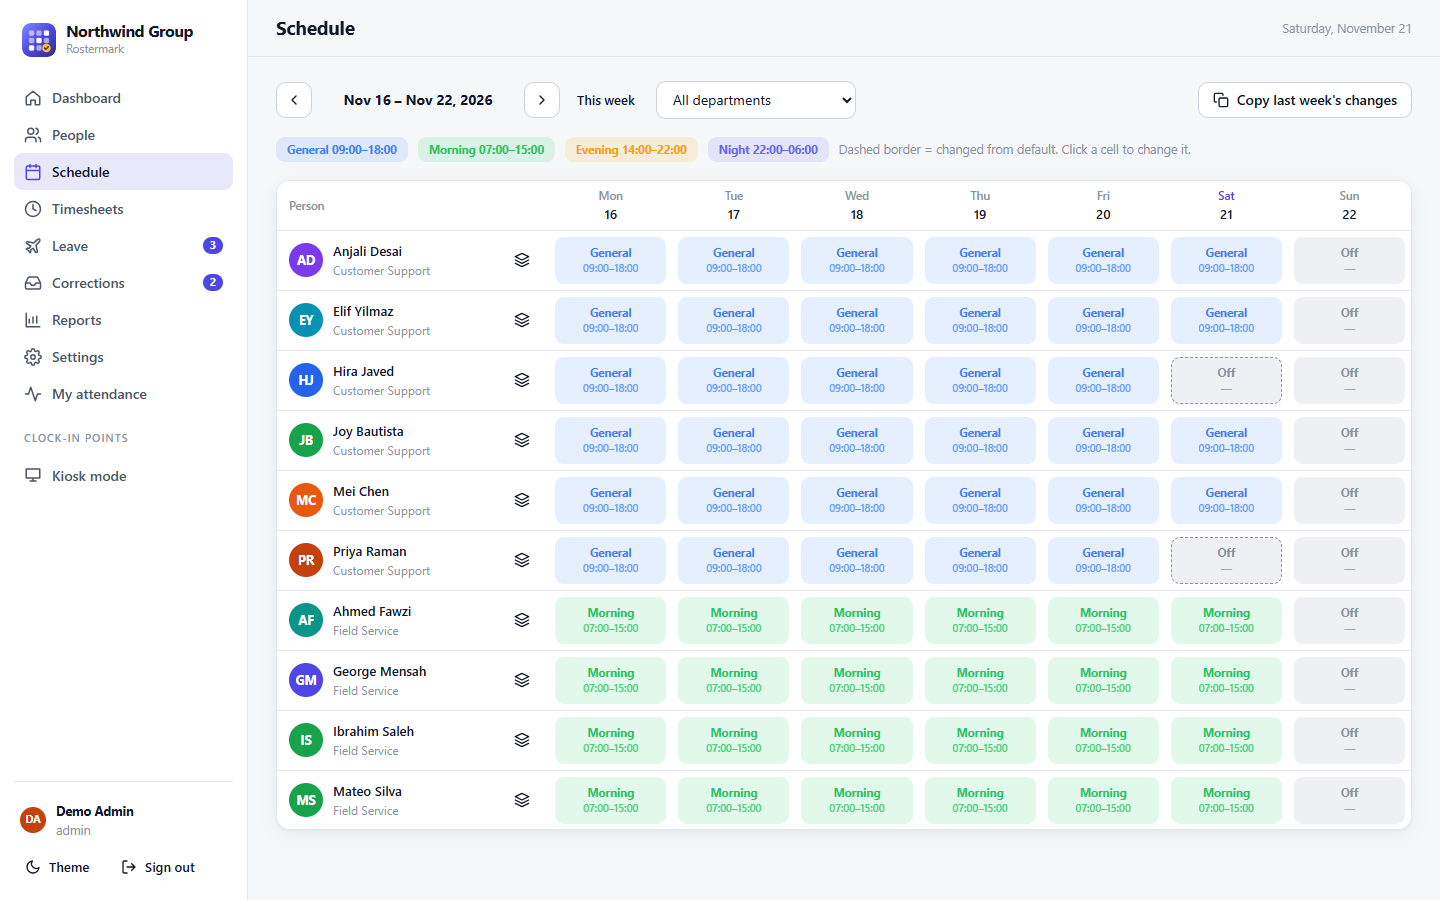 Northwind Group
Rostermark
Dashboard
People
Schedule
Timesheets
Leave 3
Corrections 2
Reports
Settings
My attendance
CLOCK-IN POINTS
Kiosk mode
DA Demo Admin
admin
Theme Sign out
Schedule Saturday, November 21
Nov 16 – Nov 22, 2026 This week All departments Copy last week's changes
General 09:00–18:00 Morning 07:00–15:00 Evening 14:00–22:00 Night 22:00–06:00 Dashed border = changed from default. Click a cell to change it.
Person Mon Tue Wed Thu Fri Sat Sun
16 17 18 19 20 21 22
AD Anjali Desai General General General General General General Off
Customer Support 09:00–18:00 09:00–18:00 09:00–18:00 09:00–18:00 09:00–18:00 09:00–18:00 —
EY Elif Yilmaz General General General General General General Off
Customer Support 09:00–18:00 09:00–18:00 09:00–18:00 09:00–18:00 09:00–18:00 09:00–18:00 —
HJ Hira Javed General General General General General Off Off
Customer Support 09:00–18:00 09:00–18:00 09:00–18:00 09:00–18:00 09:00–18:00 — —
JB Joy Bautista General General General General General General Off
Customer Support 09:00–18:00 09:00–18:00 09:00–18:00 09:00–18:00 09:00–18:00 09:00–18:00 —
MC Mei Chen General General General General General General Off
Customer Support 09:00–18:00 09:00–18:00 09:00–18:00 09:00–18:00 09:00–18:00 09:00–18:00 —
PR Priya Raman General General General General General Off Off
Customer Support 09:00–18:00 09:00–18:00 09:00–18:00 09:00–18:00 09:00–18:00 — —
AF Ahmed Fawzi Morning Morning Morning Morning Morning Morning Off
Field Service 07:00–15:00 07:00–15:00 07:00–15:00 07:00–15:00 07:00–15:00 07:00–15:00 —
GM George Mensah Morning Morning Morning Morning Morning Morning Off
Field Service 07:00–15:00 07:00–15:00 07:00–15:00 07:00–15:00 07:00–15:00 07:00–15:00 —
IS Ibrahim Saleh Morning Morning Morning Morning Morning Morning Off
Field Service 07:00–15:00 07:00–15:00 07:00–15:00 07:00–15:00 07:00–15:00 07:00–15:00 —
MS Mateo Silva Morning Morning Morning Morning Morning Morning Off
Field Service 07:00–15:00 07:00–15:00 07:00–15:00 07:00–15:00 07:00–15:00 07:00–15:00 —